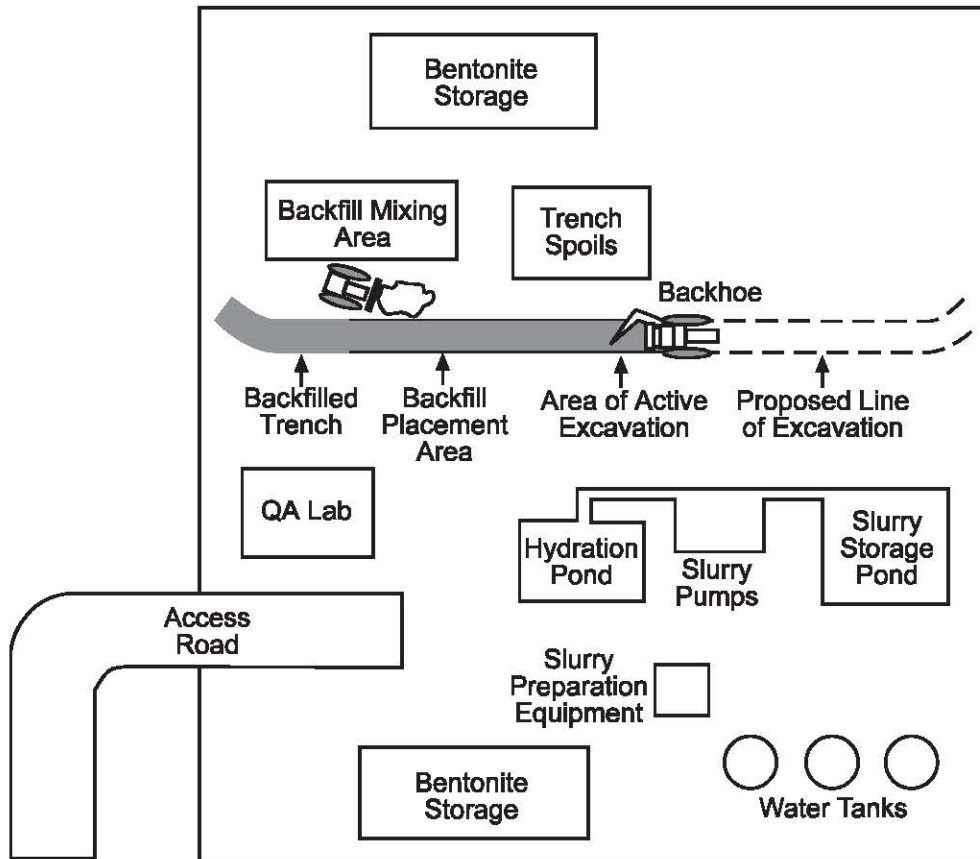 Bentonite
Storage
Backfill Mixing
Area
Trench
Spoils
Backhoe
Backfilled
Trench
Backfill
Placement
Area
Area of Active
Excavation
Proposed Line
of Excavation
QA Lab
Hydration
Pond
Slurry
Pumps
Slurry
Storage
Pond
Access
Road
Slurry
Preparation
Equipment
Bentonite
Storage
Water Tanks